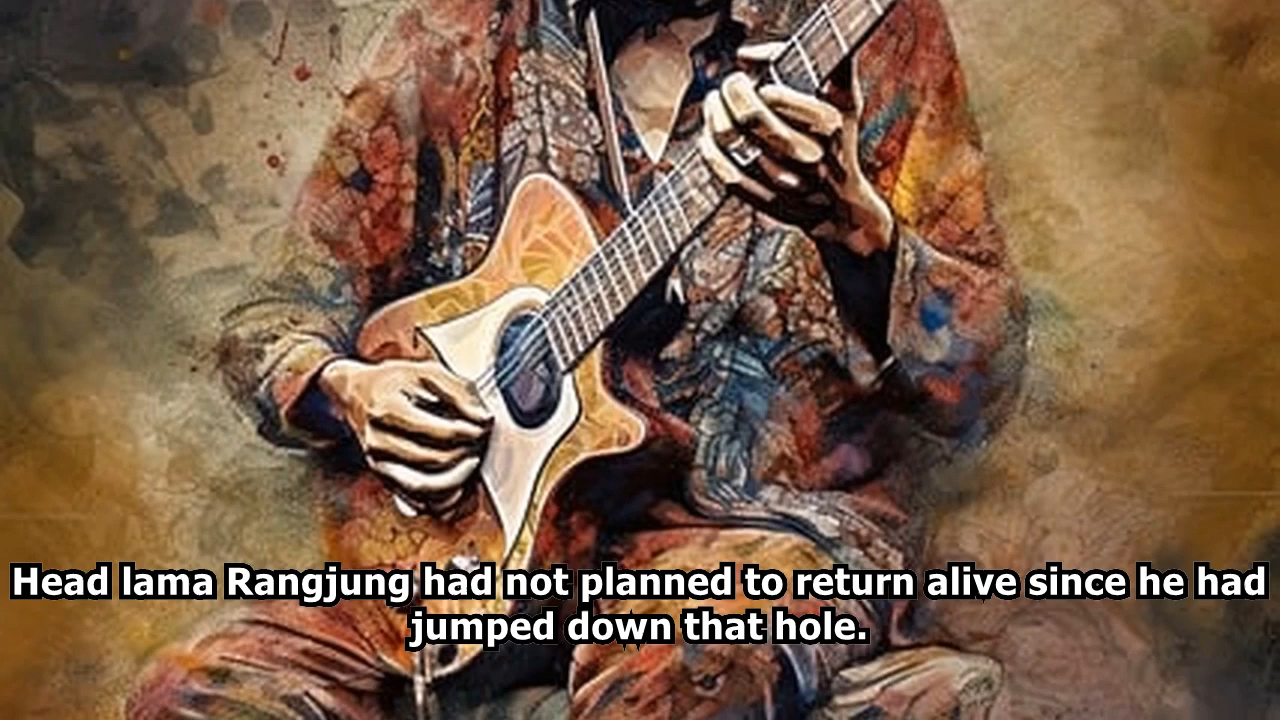 Head lama Rangjung had not planned to return alive since he had
jumped down that hole.